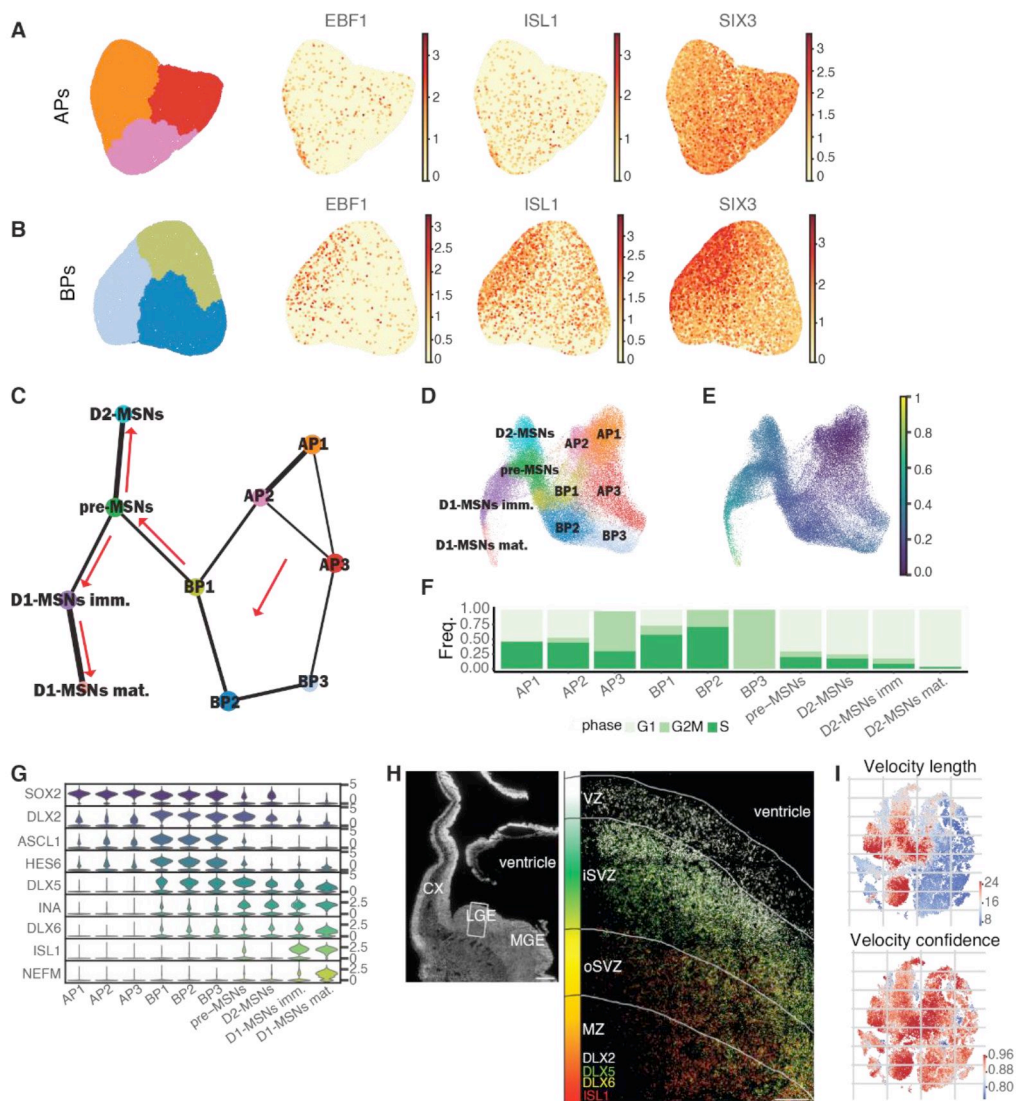 A
APs
EBF1
3
2
1
0
ISL1
3
2
1
0
SIX3
3
2.5
2
1.5
1
0.5
0
B
BPs
EBF1
3
2.5
2
1.5
1
0.5
0
ISL1
3
2.5
2
1.5
1
0.5
0
SIX3
3
2
1
0
C
D2-MSNs
AP1
AP2
pre-MSNs
AP3
BP1
D1-MSNs imm.
D1-MSNs mat.
BP3
BP2
D
D2-MSNs
AP2
AP1
pre-MSNs
BP1
AP3
D1-MSNs imm.
BP2
BP3
D1-MSNs mat.
E
1
0.8
0.6
0.4
0.2
0.0
F
Freq.
1.00
0.75
0.50
0.25
0.00
AP1
AP2
AP3
BP1
BP2
BP3
pre-MSNs
D2-MSNs
D2-MSNs imm
D2-MSNs mat.
phase G1 G2M S
G
SOX2
5
0
DLX2
5
0
ASCL1
5
0
HES6
5
0
DLX5
5
0
INA
2.5
0
DLX6
5
0
ISL1
2.5
0
NEFM
2.5
0
AP1
AP2
AP3
BP1
BP2
BP3
pre-MSNs
D2-MSNs
D1-MSNs imm.
D1-MSNs mat.
H
ventricle
CX
LGE
MGE
VZ
ventricle
iSVZ
oSVZ
MZ
DLX2
DLX5
DLX6
ISL1
I
Velocity length
24
16
8
Velocity confidence
0.96
0.88
0.80